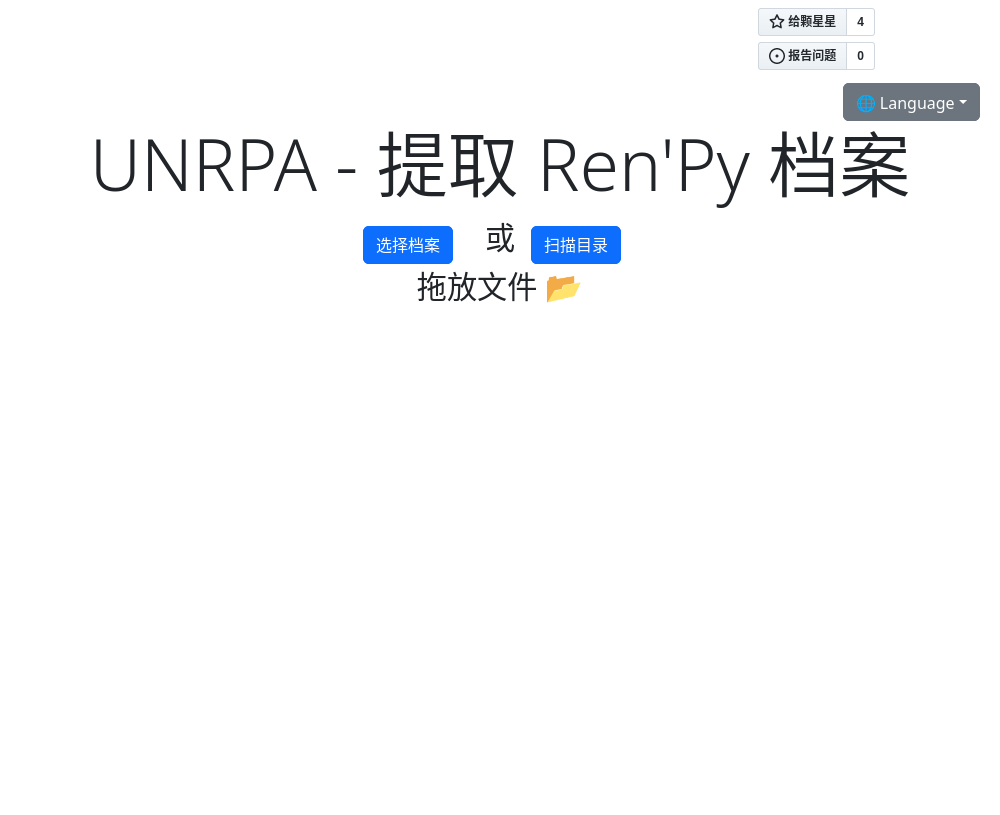 给颗星星 4
报告问题 0
🌐 Language
UNRPA - 提取 Ren'Py 档案
选择档案 或 扫描目录
拖放文件 📂